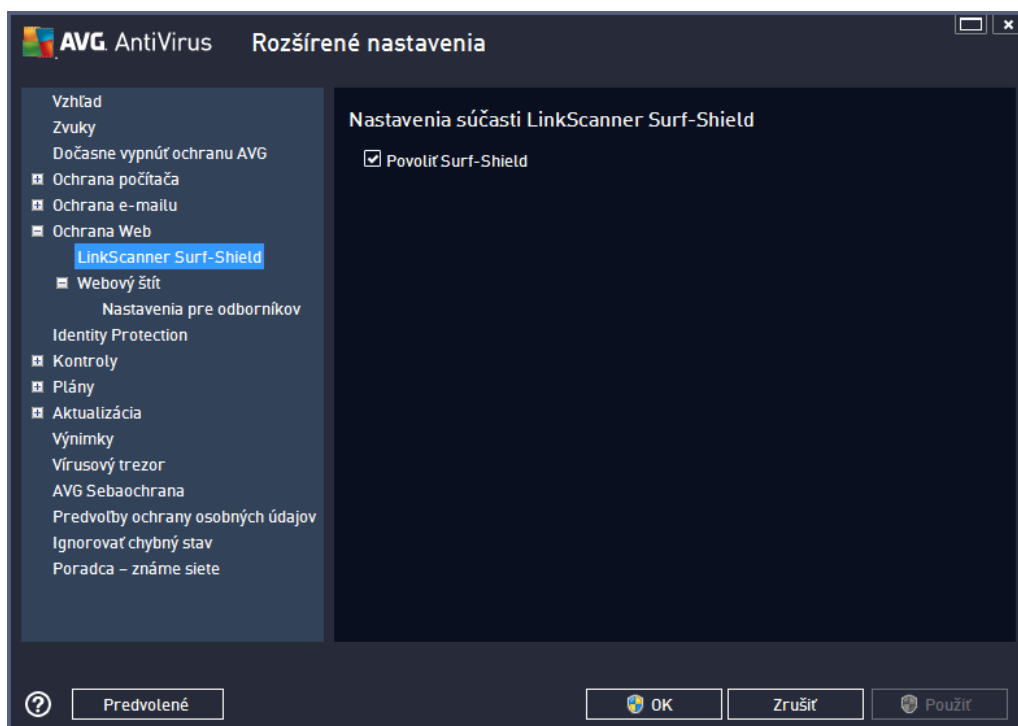 AVG. AntiVirus Rozšírené nastavenia
Vzhľad
Zvuky
Dočasne vypnúť ochranu AVG
Ochrana počítača
Ochrana e-mailu
Ochrana Web
LinkScanner Surf-Shield
Webový štít
Nastavenia pre odborníkov
Identity Protection
Kontroly
Plány
Aktualizácia
Výnimky
Vírusový trezor
AVG Sebaochrana
Predvoľby ochrany osobných údajov
Ignorovať chybný stav
Poradca – známe siete
Nastavenia súčasti LinkScanner Surf-Shield
Povoliť Surf-Shield
Predvolené
OK
Zrušiť
Použiť